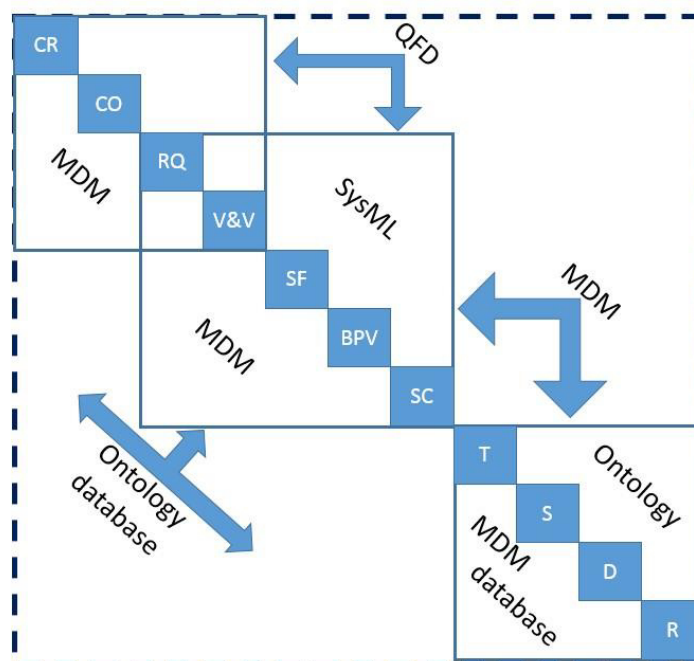 CR
QFD
CO
MDM
RQ
SysML
V&V
SF
MDM
MDM
BPV
SC
T
Ontology
Ontology
database
S
MDM
database
D
R